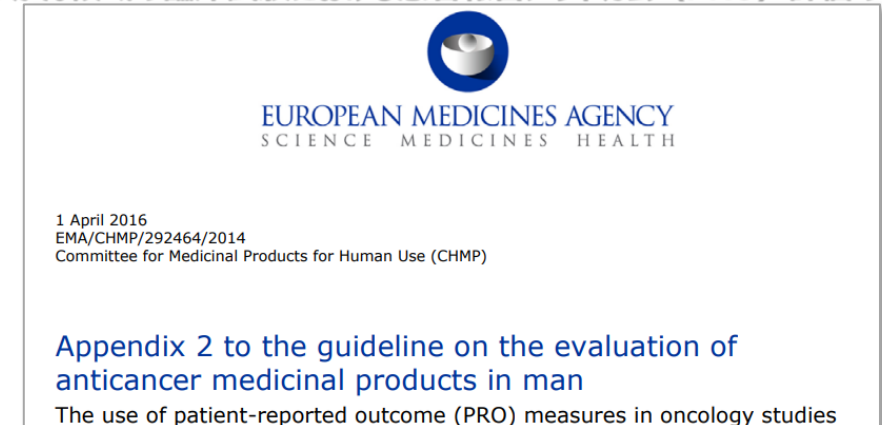 EUROPEAN MEDICINES AGENCY
SCIENCE MEDICINES HEALTH
1 April 2016
EMA/CHMP/292464/2014
Committee for Medicinal Products for Human Use (CHMP)
Appendix 2 to the guideline on the evaluation of
anticancer medicinal products in man
The use of patient-reported outcome (PRO) measures in oncology studies